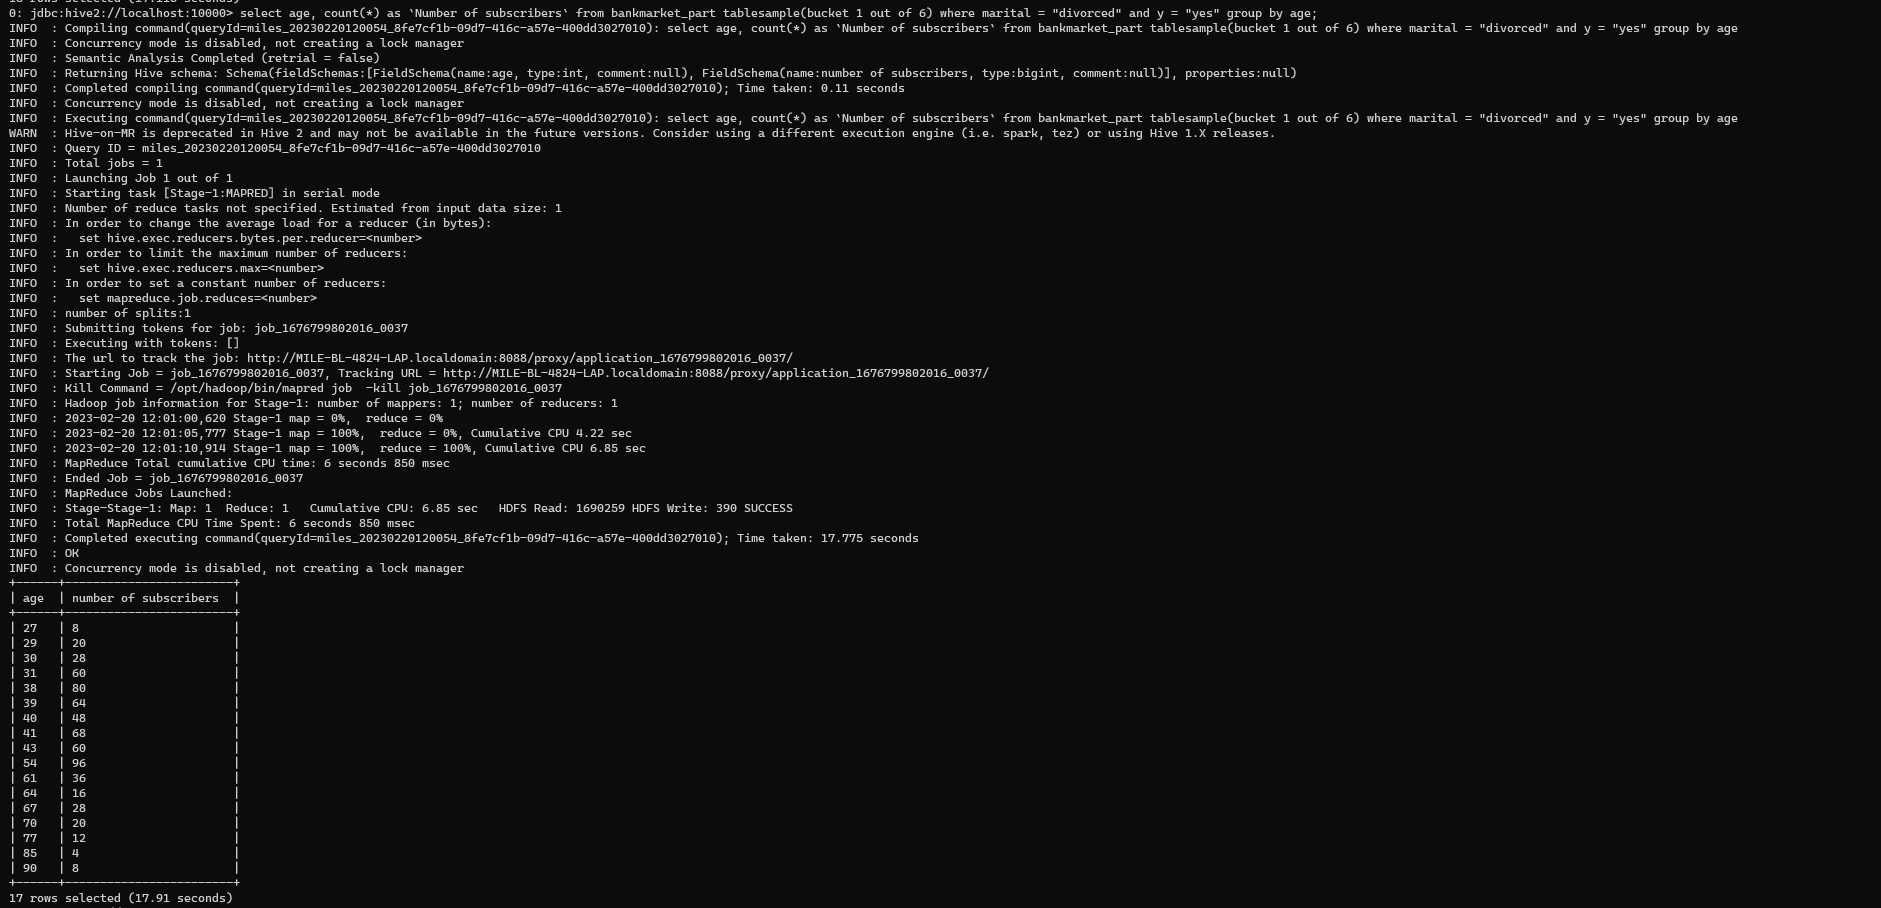 0: jdbc:hive2://localhost:10000> select age, count(*) as `Number of subscribers` from bankmarket_part tablesample(bucket 1 out of 6) where marital = "divorced" and y = "yes" group by age;
INFO  : Compiling command(queryId=miles_20230220120054_8fe7cf1b-09d7-416c-a57e-400dd3027010): select age, count(*) as `Number of subscribers` from bankmarket_part tablesample(bucket 1 out of 6) where marital = "divorced" and y = "yes" group by age
INFO  : Concurrency mode is disabled, not creating a lock manager
INFO  : Semantic Analysis Completed (retrial = false)
INFO  : Returning Hive schema: Schema(fieldSchemas:[FieldSchema(name:age, type:int, comment:null), FieldSchema(name:number of subscribers, type:bigint, comment:null)], properties:null)
INFO  : Completed compiling command(queryId=miles_20230220120054_8fe7cf1b-09d7-416c-a57e-400dd3027010); Time taken: 0.11 seconds
INFO  : Concurrency mode is disabled, not creating a lock manager
INFO  : Executing command(queryId=miles_20230220120054_8fe7cf1b-09d7-416c-a57e-400dd3027010): select age, count(*) as `Number of subscribers` from bankmarket_part tablesample(bucket 1 out of 6) where marital = "divorced" and y = "yes" group by age
WARN  : Hive-on-MR is deprecated in Hive 2 and may not be available in the future versions. Consider using a different execution engine (i.e. spark, tez) or using Hive 1.X releases.
INFO  : Query ID = miles_20230220120054_8fe7cf1b-09d7-416c-a57e-400dd3027010
INFO  : Total jobs = 1
INFO  : Launching Job 1 out of 1
INFO  : Starting task [Stage-1:MAPRED] in serial mode
INFO  : Number of reduce tasks not specified. Estimated from input data size: 1
INFO  : In order to change the average load for a reducer (in bytes):
INFO  :   set hive.exec.reducers.bytes.per.reducer=<number>
INFO  : In order to limit the maximum number of reducers:
INFO  :   set hive.exec.reducers.max=<number>
INFO  : In order to set a constant number of reducers:
INFO  :   set mapreduce.job.reduces=<number>
INFO  : number of splits:1
INFO  : Submitting tokens for job: job_1676799802016_0037
INFO  : Executing with tokens: []
INFO  : The url to track the job: http://MILE-BL-4824-LAP.localdomain:8088/proxy/application_1676799802016_0037/
INFO  : Starting Job = job_1676799802016_0037, Tracking URL = http://MILE-BL-4824-LAP.localdomain:8088/proxy/application_1676799802016_0037/
INFO  : Kill Command = /opt/hadoop/bin/mapred job  -kill job_1676799802016_0037
INFO  : Hadoop job information for Stage-1: number of mappers: 1; number of reducers: 1
INFO  : 2023-02-20 12:01:00,620 Stage-1 map = 0%,  reduce = 0%
INFO  : 2023-02-20 12:01:05,777 Stage-1 map = 100%,  reduce = 0%, Cumulative CPU 4.22 sec
INFO  : 2023-02-20 12:01:10,914 Stage-1 map = 100%,  reduce = 100%, Cumulative CPU 6.85 sec
INFO  : MapReduce Total cumulative CPU time: 6 seconds 850 msec
INFO  : Ended Job = job_1676799802016_0037
INFO  : MapReduce Jobs Launched:
INFO  : Stage-Stage-1: Map: 1  Reduce: 1   Cumulative CPU: 6.85 sec   HDFS Read: 1690259 HDFS Write: 390 SUCCESS
INFO  : Total MapReduce CPU Time Spent: 6 seconds 850 msec
INFO  : Completed executing command(queryId=miles_20230220120054_8fe7cf1b-09d7-416c-a57e-400dd3027010); Time taken: 17.775 seconds
INFO  : OK
INFO  : Concurrency mode is disabled, not creating a lock manager
+------+------------------------+
| age  | number of subscribers  |
+------+------------------------+
| 27   | 8                      |
| 29   | 20                     |
| 30   | 28                     |
| 31   | 60                     |
| 38   | 80                     |
| 39   | 64                     |
| 40   | 48                     |
| 41   | 68                     |
| 43   | 60                     |
| 54   | 96                     |
| 61   | 36                     |
| 64   | 16                     |
| 67   | 28                     |
| 70   | 20                     |
| 77   | 12                     |
| 85   | 4                      |
| 90   | 8                      |
+------+------------------------+
17 rows selected (17.91 seconds)